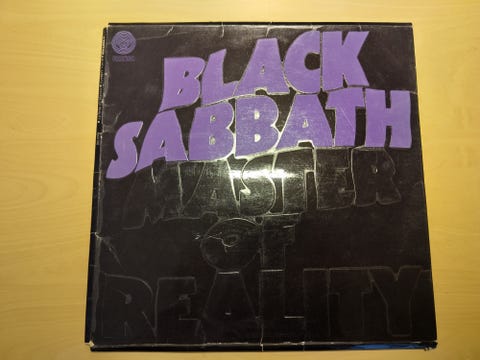 BLACK
SABBATH
MASTER
OF
REALITY